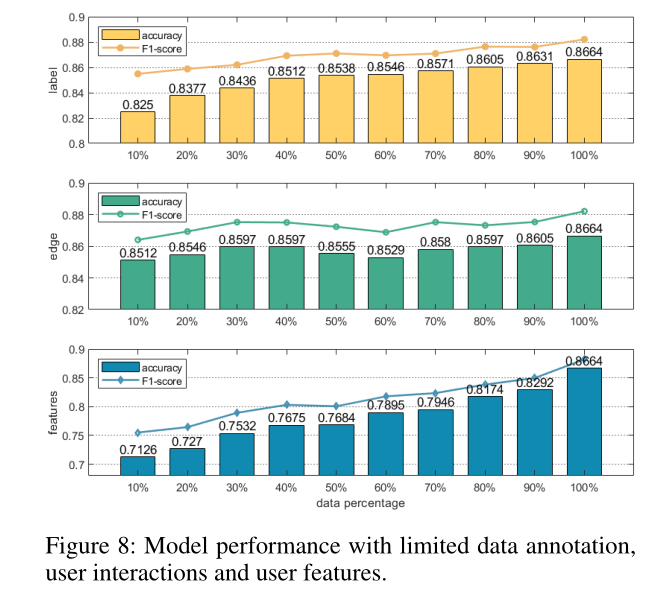 0.9
accuracy
F1-score
0.88
0.86
0.84
0.82
0.8
label
0.825 0.8377 0.8436 0.8512 0.8538 0.8546 0.8571 0.8605 0.8631 0.8664
10% 20% 30% 40% 50% 60% 70% 80% 90% 100%
0.9
accuracy
F1-score
0.88
0.86
0.84
0.82
edge
0.8512 0.8546 0.8597 0.8597 0.8555 0.8529 0.858 0.8597 0.8605 0.8664
10% 20% 30% 40% 50% 60% 70% 80% 90% 100%
0.9
accuracy
F1-score
0.85
0.8
0.75
0.7
features
0.7126 0.727 0.7532 0.7675 0.7684 0.7895 0.7946 0.8174 0.8292 0.8664
10% 20% 30% 40% 50% 60% 70% 80% 90% 100%
data percentage
Figure 8: Model performance with limited data annotation,
user interactions and user features.